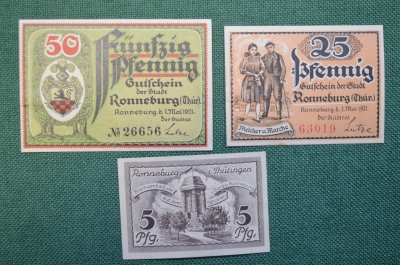 50
Fünfzig
Pfennig
Gutschein
der Stadt
Ronneburg (Thür.)
Ronneburg d. 1. Mai 1921.
Der Stadtrat
№ 26656
25
Pfennig
Gutschein der Stadt
Ronneburg (Thür.)
Ronneburg d. 1. Mai 1921.
Der Stadtrat
63019
Melcher u. Marche
Ronneburg i. Thüringen
5
Pfg.
5
Pfg.